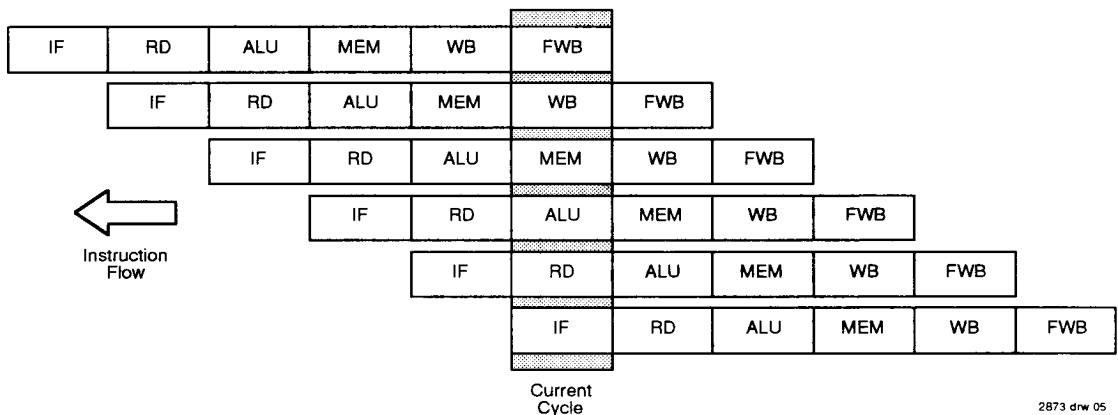 IF RD ALU MEM WB FWB
IF RD ALU MEM WB FWB
IF RD ALU MEM WB FWB
IF RD ALU MEM WB FWB
Instruction
Flow
IF RD ALU MEM WB FWB
IF RD ALU MEM WB FWB
Current
Cycle
2873 drw 05